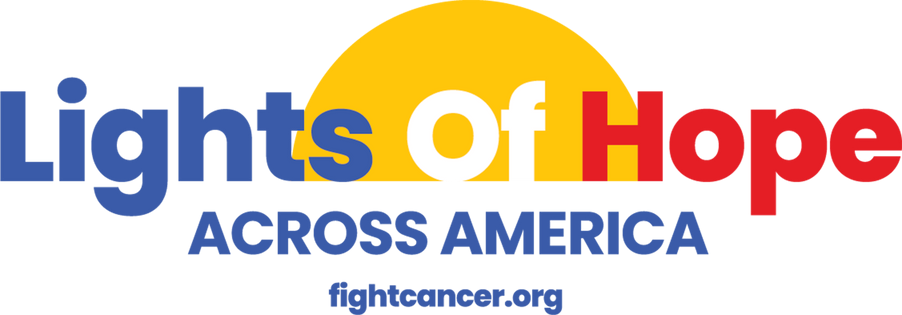 Lights Of Hope
ACROSS AMERICA
fightcancer.org